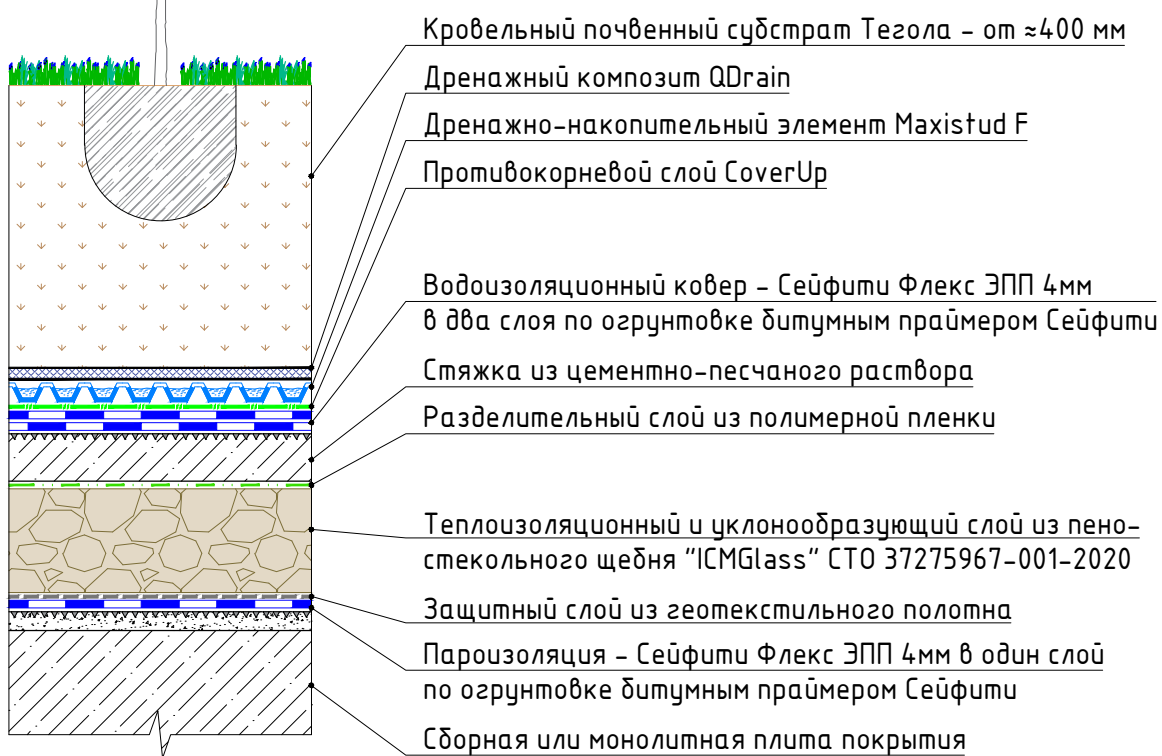 Кровельный почвенный субстрат Тегола – от ≈400 мм
Дренажный композит QDrain
Дренажно-накопительный элемент Maxistud F
Противокорневой слой CoverUp
Водоизоляционный ковер – Сейфити Флекс ЭПП 4мм
в два слоя по огрунтовке битумным праймером Сейфити
Стяжка из цементно-песчаного раствора
Разделительный слой из полимерной пленки
Теплоизоляционный и уклонообразующий слой из пено-
стекольного щебня "ICMGlass" СТО 37275967-001-2020
Защитный слой из геотекстильного полотна
Пароизоляция – Сейфити Флекс ЭПП 4мм в один слой
по огрунтовке битумным праймером Сейфити
Сборная или монолитная плита покрытия